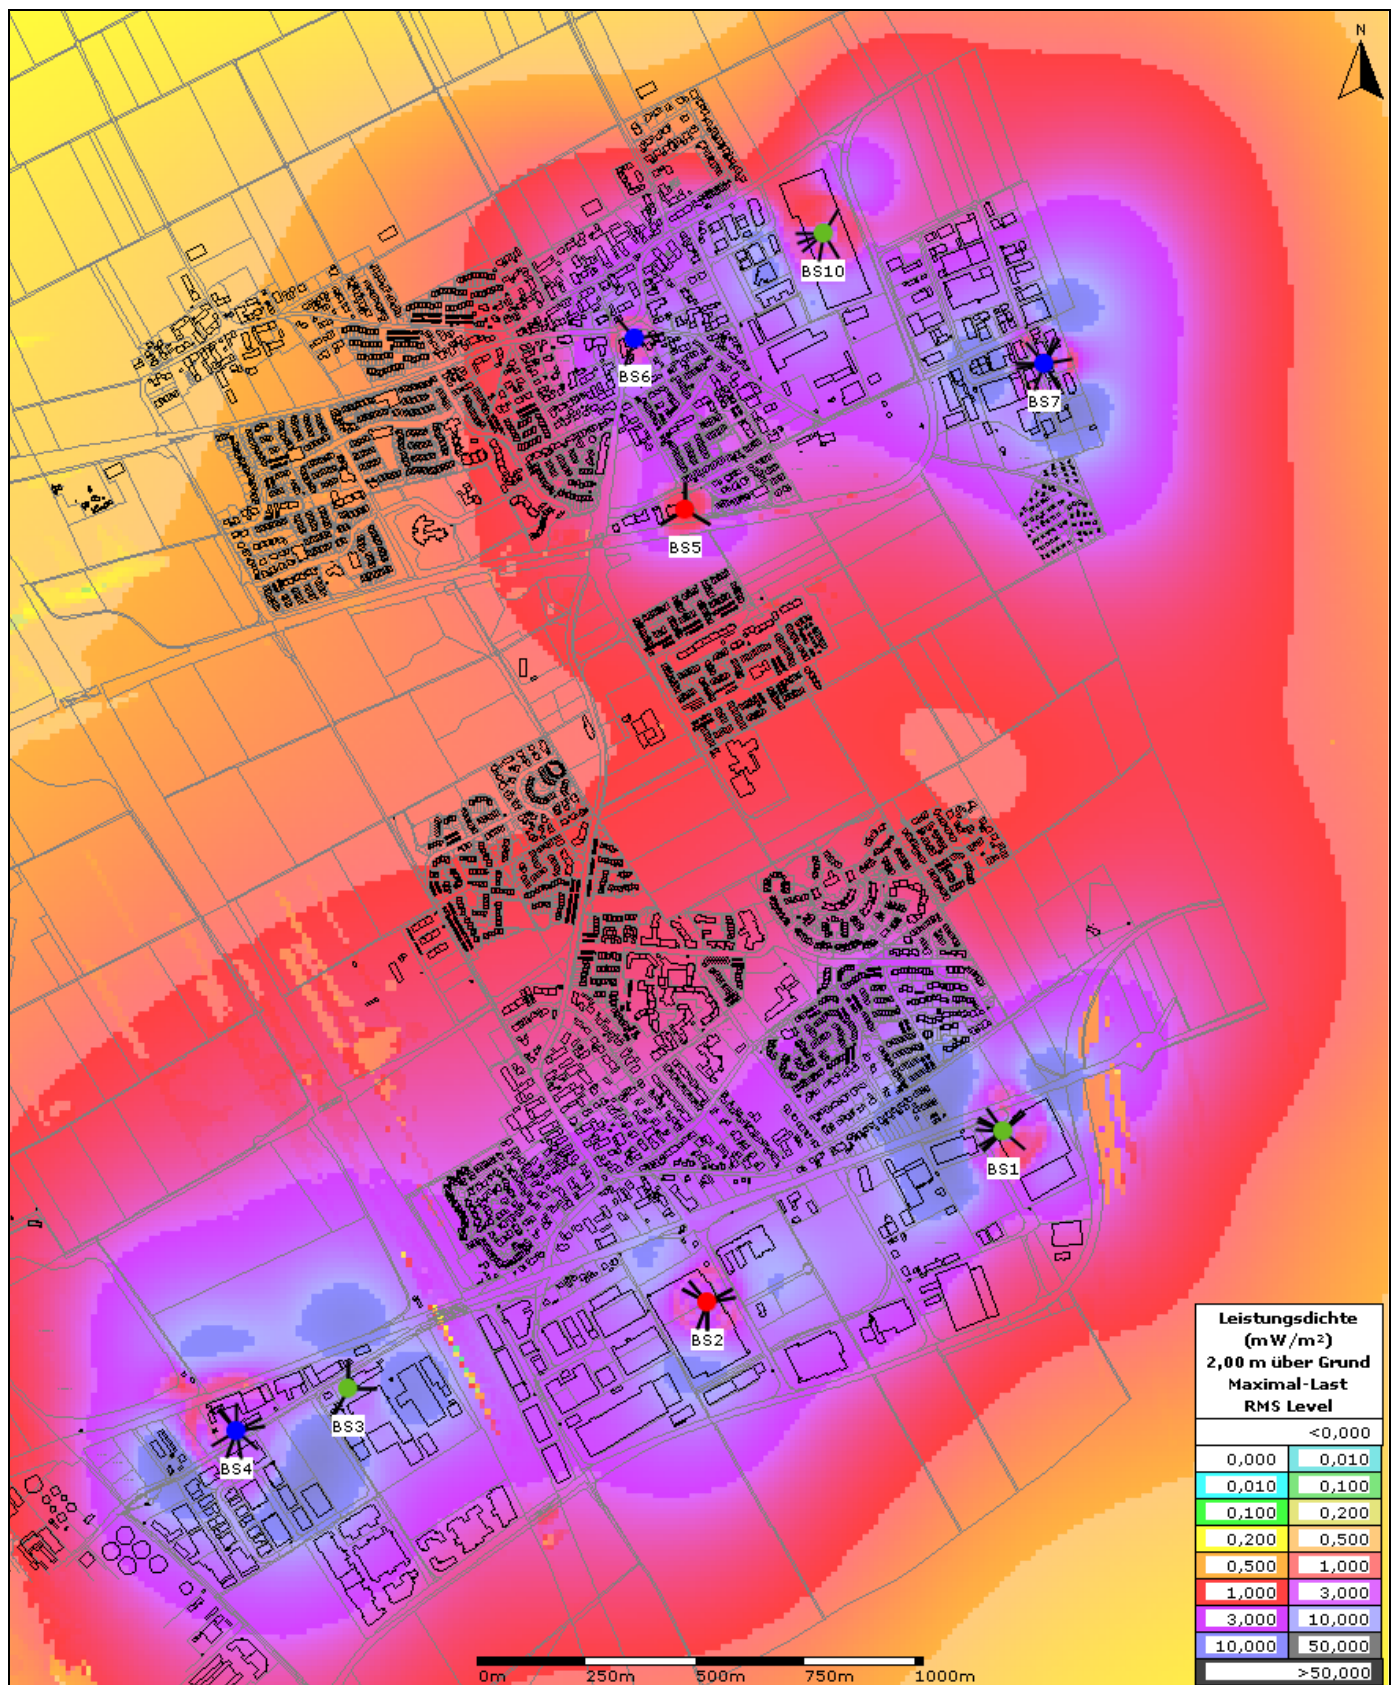 N
BS10
BS6
BS7
BS5
BS1
BS2
BS3
BS4
Leistungsdichte
(mW/m²)
2,00 m über Grund
Maximal-Last
RMS Level
<0,000
0,000 0,010
0,010 0,100
0,100 0,200
0,200 0,500
0,500 1,000
1,000 3,000
3,000 10,000
10,000 50,000
>50,000
0m 250m 500m 750m 1000m